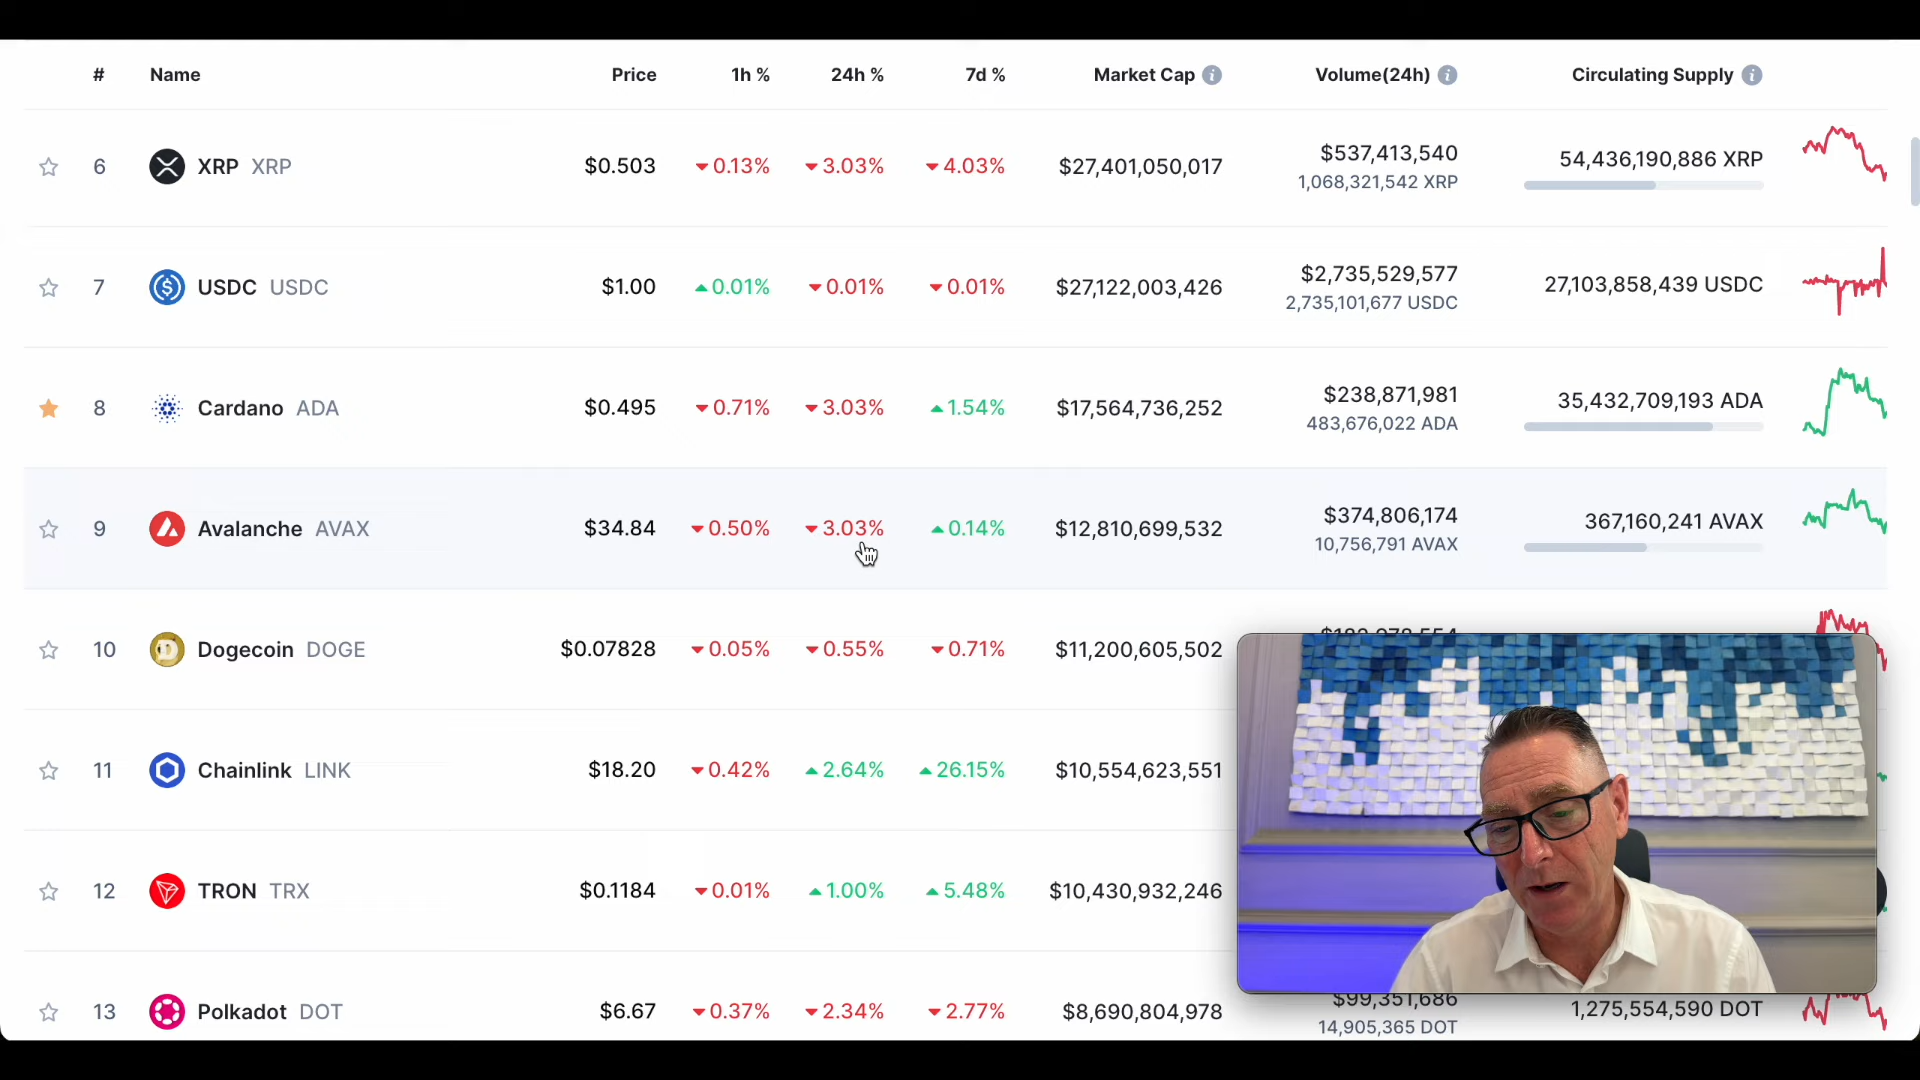 # Name Price 1h % 24h % 7d % Market Cap Volume(24h) Circulating Supply
6 XRP XRP $0.503 0.13% 3.03% 4.03% $27,401,050,017 $537,413,540 54,436,190,886 XRP
1,068,321,542 XRP
7 USDC USDC $1.00 0.01% 0.01% 0.01% $27,122,003,426 $2,735,529,577 27,103,858,439 USDC
2,735,101,677 USDC
8 Cardano ADA $0.495 0.71% 3.03% 1.54% $17,564,736,252 $238,871,981 35,432,709,193 ADA
483,676,022 ADA
9 Avalanche AVAX $34.84 0.50% 3.03% 0.14% $12,810,699,532 $374,806,174 367,160,241 AVAX
10,756,791 AVAX
10 Dogecoin DOGE $0.07828 0.05% 0.55% 0.71% $11,200,605,502
11 Chainlink LINK $18.20 0.42% 2.64% 26.15% $10,554,623,551
12 TRON TRX $0.1184 0.01% 1.00% 5.48% $10,430,932,246
13 Polkadot DOT $6.67 0.37% 2.34% 2.77% $8,690,804,978 $99,351,686 1,275,554,590 DOT
14,905,365 DOT